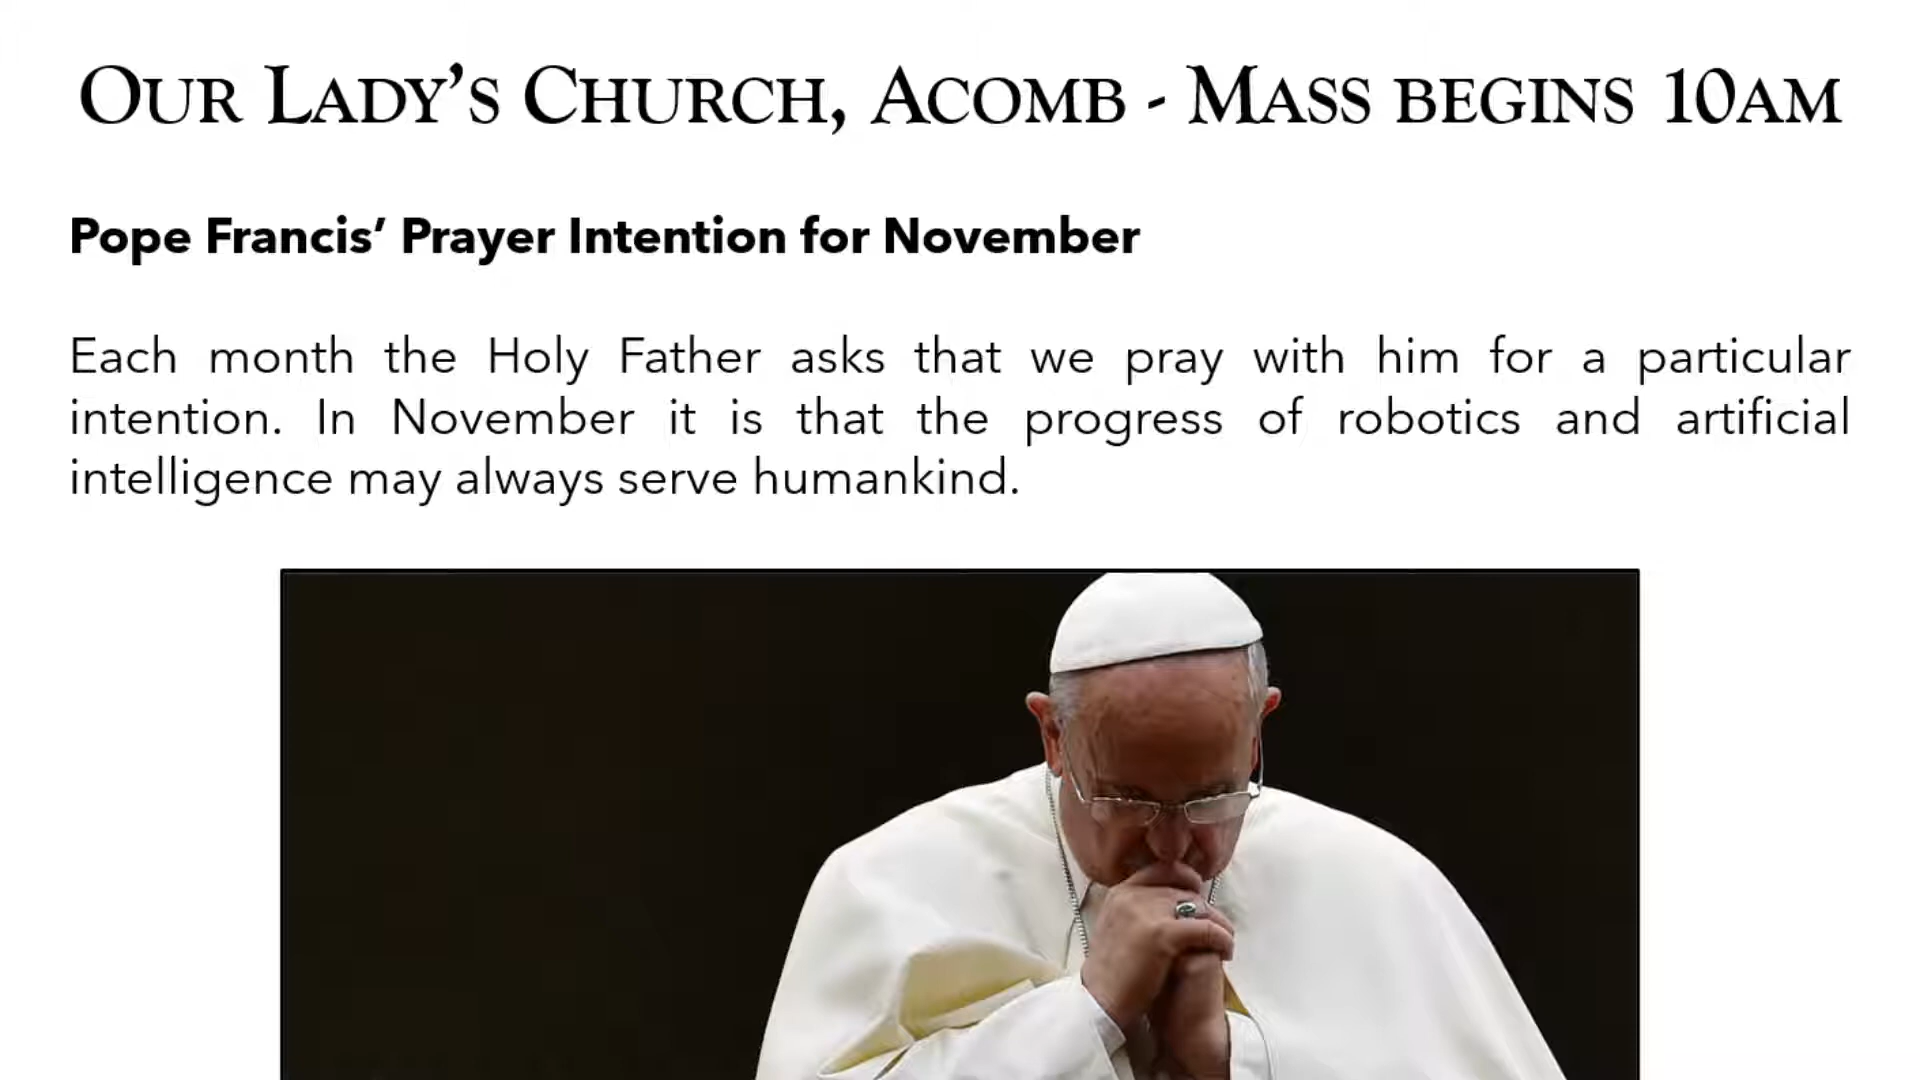 OUR LADY’S CHURCH, ACOMB - MASS BEGINS 10AM
Pope Francis’ Prayer Intention for November
Each month the Holy Father asks that we pray with him for a particular
intention. In November it is that the progress of robotics and artificial
intelligence may always serve humankind.